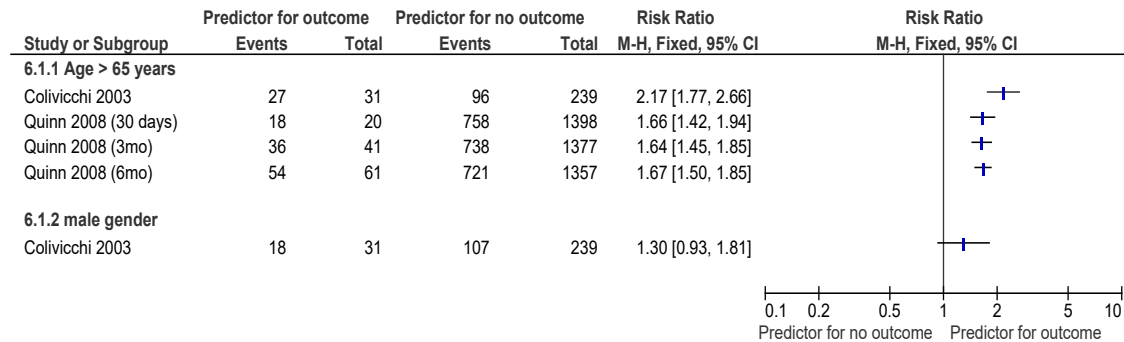 Predictor for outcome Predictor for no outcome Risk Ratio Risk Ratio
Study or Subgroup Events Total Events Total M-H, Fixed, 95% CI M-H, Fixed, 95% CI
6.1.1 Age > 65 years
Colivicchi 2003 27 31 96 239 2.17 [1.77, 2.66]
Quinn 2008 (30 days) 18 20 758 1398 1.66 [1.42, 1.94]
Quinn 2008 (3mo) 36 41 738 1377 1.64 [1.45, 1.85]
Quinn 2008 (6mo) 54 61 721 1357 1.67 [1.50, 1.85]
6.1.2 male gender
Colivicchi 2003 18 31 107 239 1.30 [0.93, 1.81]
0.1 0.2 0.5 1 2 5 10
Predictor for no outcome Predictor for outcome